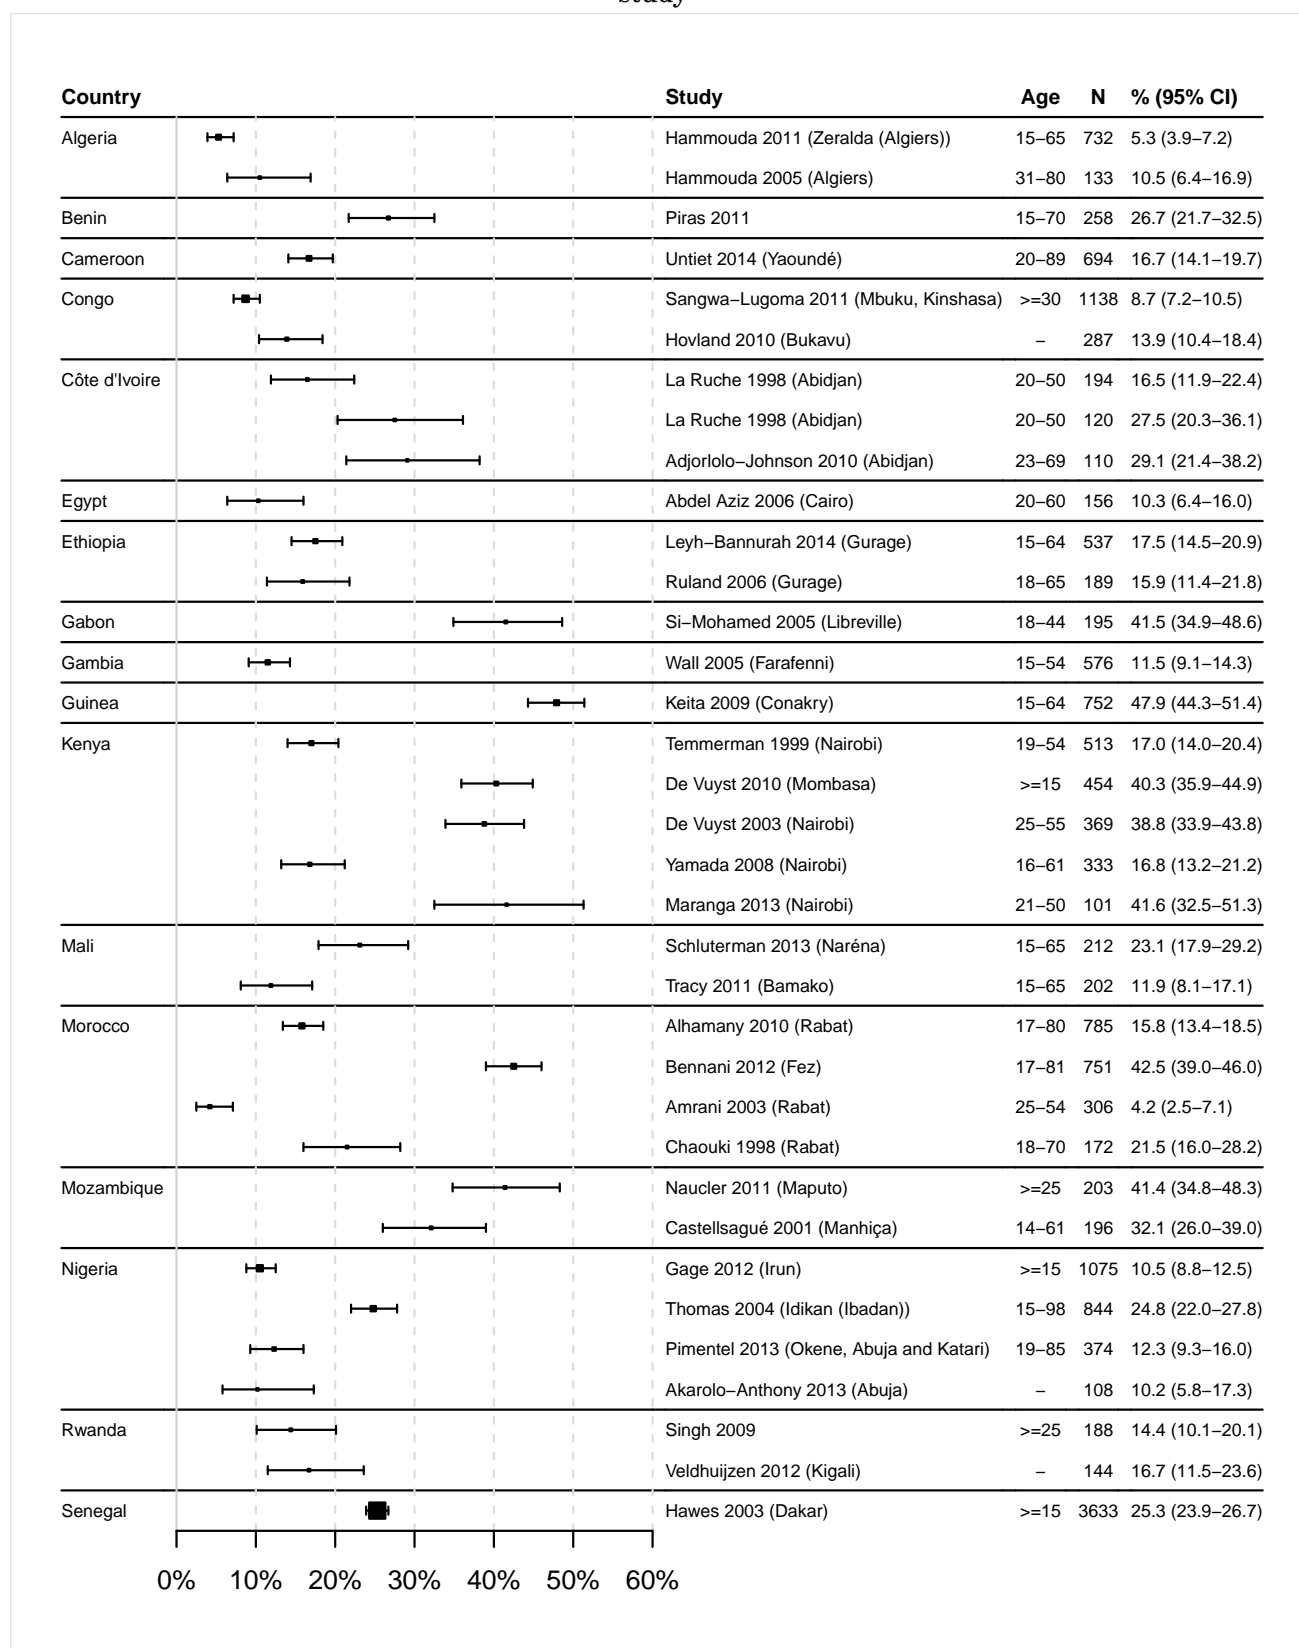 study
Country Study Age N % (95% CI)
Algeria Hammouda 2011 (Zeralda (Algiers)) 15−65 732 5.3 (3.9−7.2)
Hammouda 2005 (Algiers) 31−80 133 10.5 (6.4−16.9)
Benin Piras 2011 15−70 258 26.7 (21.7−32.5)
Cameroon Untiet 2014 (Yaoundé) 20−89 694 16.7 (14.1−19.7)
Congo Sangwa−Lugoma 2011 (Mbuku, Kinshasa) >=30 1138 8.7 (7.2−10.5)
Hovland 2010 (Bukavu) − 287 13.9 (10.4−18.4)
Côte d'Ivoire La Ruche 1998 (Abidjan) 20−50 194 16.5 (11.9−22.4)
La Ruche 1998 (Abidjan) 20−50 120 27.5 (20.3−36.1)
Adjorlolo−Johnson 2010 (Abidjan) 23−69 110 29.1 (21.4−38.2)
Egypt Abdel Aziz 2006 (Cairo) 20−60 156 10.3 (6.4−16.0)
Ethiopia Leyh−Bannurah 2014 (Gurage) 15−64 537 17.5 (14.5−20.9)
Ruland 2006 (Gurage) 18−65 189 15.9 (11.4−21.8)
Gabon Si−Mohamed 2005 (Libreville) 18−44 195 41.5 (34.9−48.6)
Gambia Wall 2005 (Farafenni) 15−54 576 11.5 (9.1−14.3)
Guinea Keita 2009 (Conakry) 15−64 752 47.9 (44.3−51.4)
Kenya Temmerman 1999 (Nairobi) 19−54 513 17.0 (14.0−20.4)
De Vuyst 2010 (Mombasa) >=15 454 40.3 (35.9−44.9)
De Vuyst 2003 (Nairobi) 25−55 369 38.8 (33.9−43.8)
Yamada 2008 (Nairobi) 16−61 333 16.8 (13.2−21.2)
Maranga 2013 (Nairobi) 21−50 101 41.6 (32.5−51.3)
Mali Schluterman 2013 (Naréna) 15−65 212 23.1 (17.9−29.2)
Tracy 2011 (Bamako) 15−65 202 11.9 (8.1−17.1)
Morocco Alhamany 2010 (Rabat) 17−80 785 15.8 (13.4−18.5)
Bennani 2012 (Fez) 17−81 751 42.5 (39.0−46.0)
Amrani 2003 (Rabat) 25−54 306 4.2 (2.5−7.1)
Chaouki 1998 (Rabat) 18−70 172 21.5 (16.0−28.2)
Mozambique Naucler 2011 (Maputo) >=25 203 41.4 (34.8−48.3)
Castellsagué 2001 (Manhiça) 14−61 196 32.1 (26.0−39.0)
Nigeria Gage 2012 (Irun) >=15 1075 10.5 (8.8−12.5)
Thomas 2004 (Idikan (Ibadan)) 15−98 844 24.8 (22.0−27.8)
Pimentel 2013 (Okene, Abuja and Katari) 19−85 374 12.3 (9.3−16.0)
Akarolo−Anthony 2013 (Abuja) − 108 10.2 (5.8−17.3)
Rwanda Singh 2009 >=25 188 14.4 (10.1−20.1)
Veldhuijzen 2012 (Kigali) − 144 16.7 (11.5−23.6)
Senegal Hawes 2003 (Dakar) >=15 3633 25.3 (23.9−26.7)
0% 10% 20% 30% 40% 50% 60%